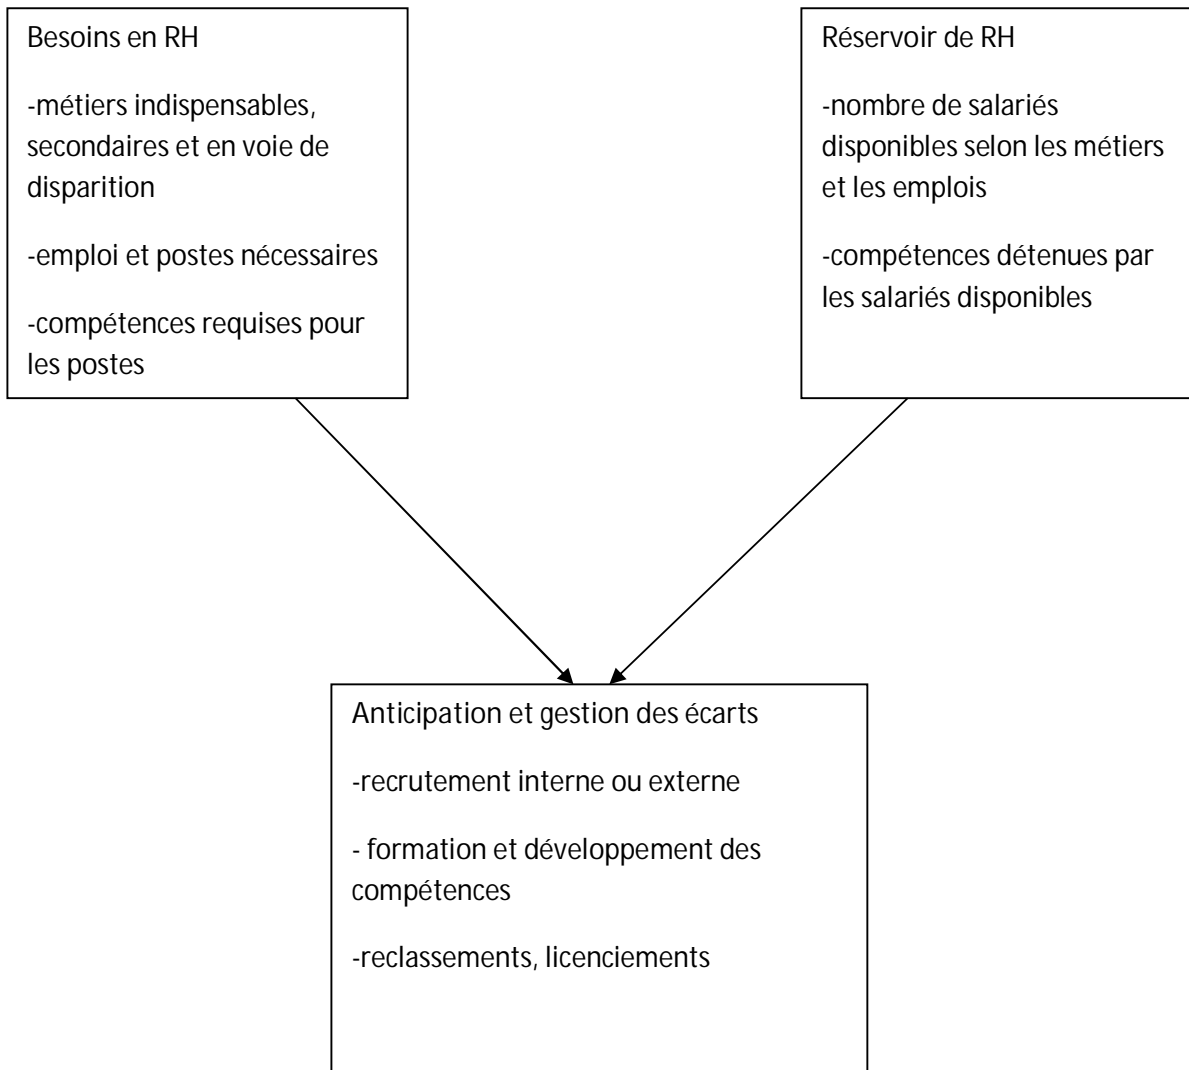 Besoins en RH
-métiers indispensables,
secondaires et en voie de
disparition
-emploi et postes nécessaires
-compétences requises pour
les postes
Réservoir de RH
-nombre de salariés
disponibles selon les métiers
et les emplois
-compétences détenues par
les salariés disponibles
Anticipation et gestion des écarts
-recrutement interne ou externe
- formation et développement des
compétences
-reclassements, licenciements